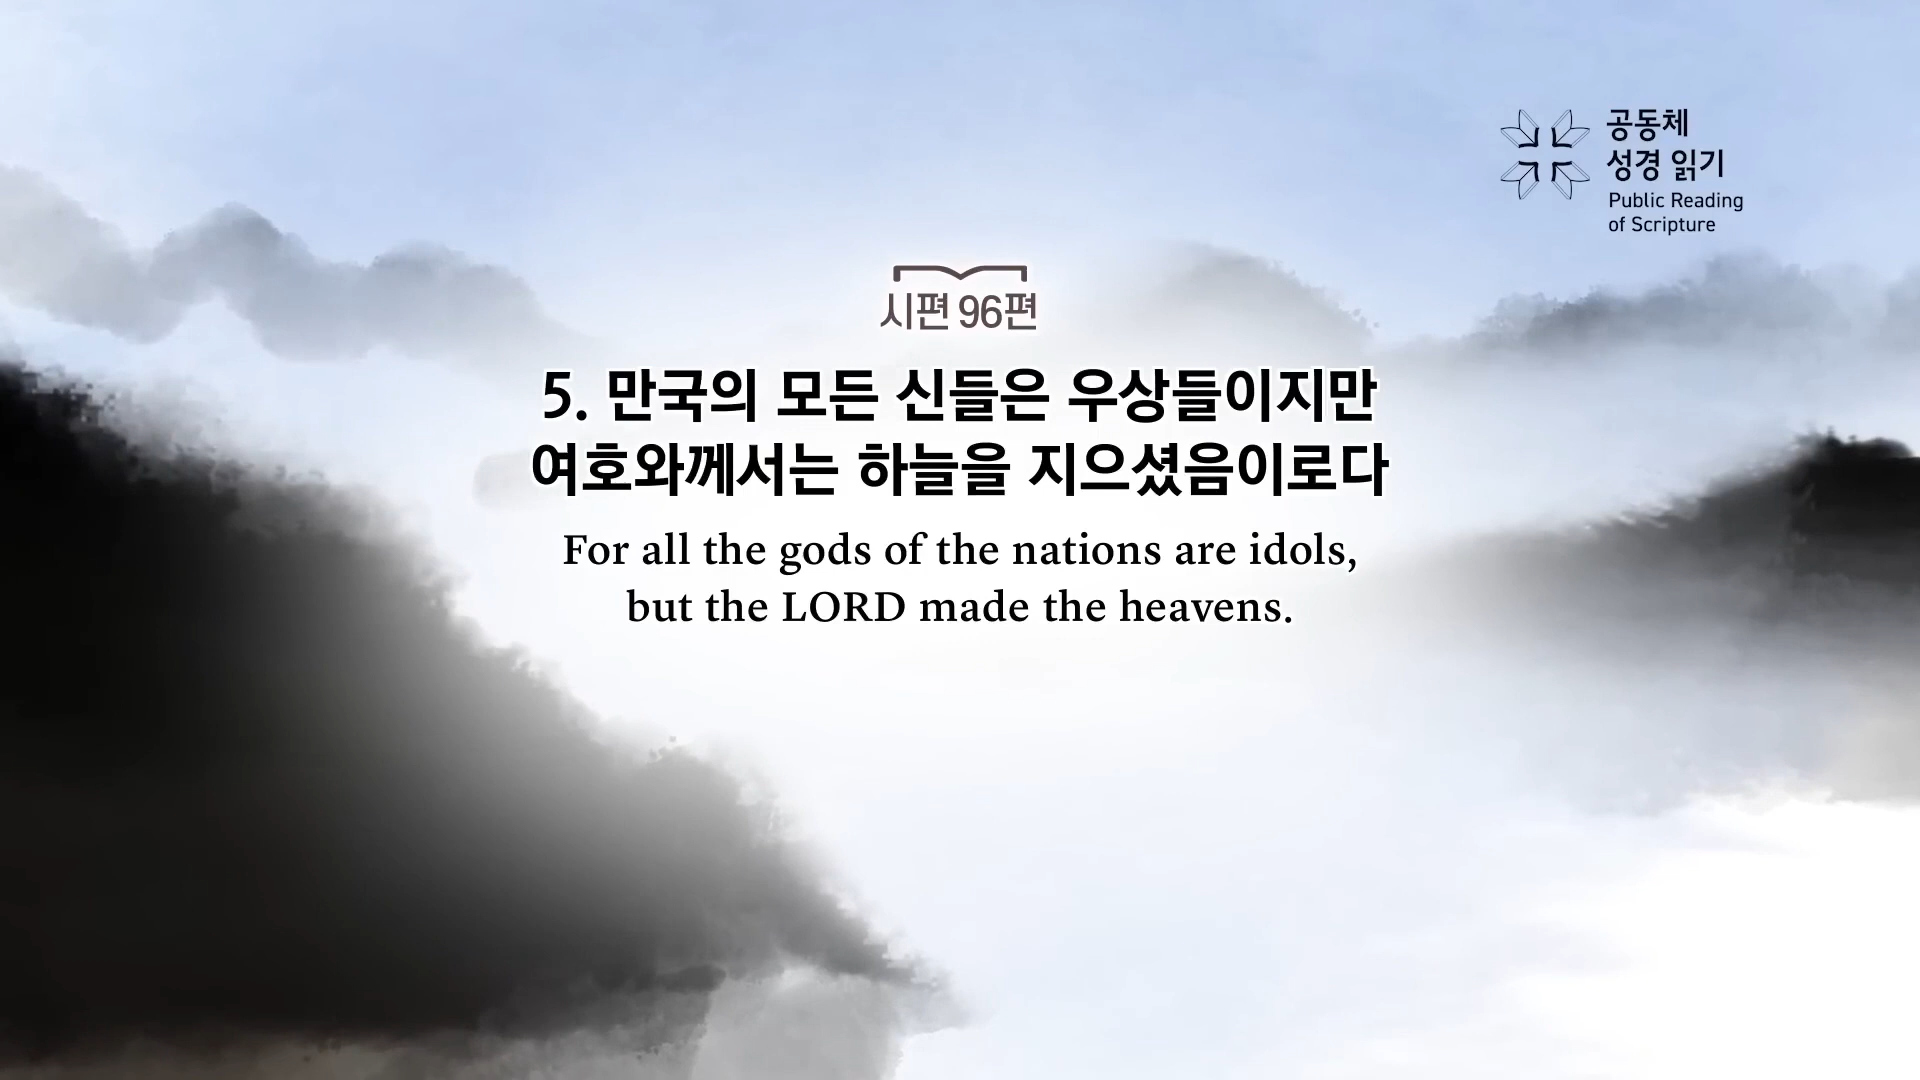 공동체
성경 읽기
Public Reading
of Scripture
시편 96편
5. 만국의 모든 신들은 우상들이지만
여호와께서는 하늘을 지으셨음이로다
For all the gods of the nations are idols,
but the LORD made the heavens.